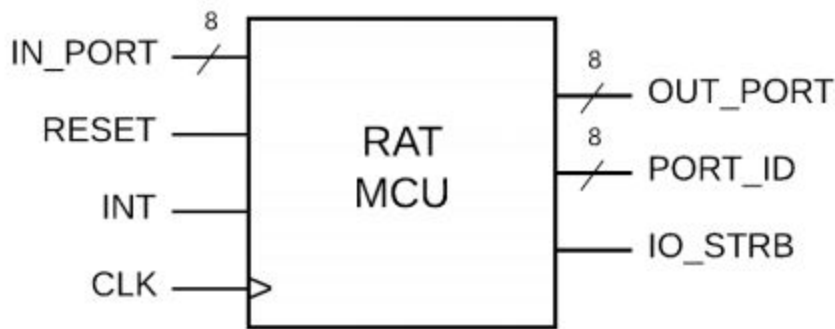 8
IN_PORT
RESET
INT
CLK
RAT
MCU
8
OUT_PORT
8
PORT_ID
IO_STRB